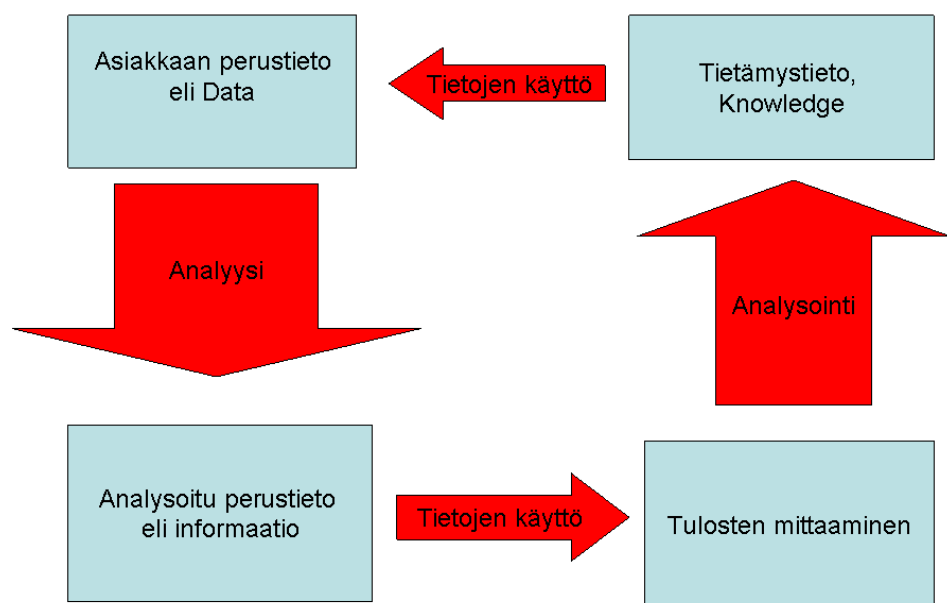 Asiakkaan perustieto
eli Data
Tietojen käyttö
Tietämystieto,
Knowledge
Analyysi
Analysointi
Analysoitu perustieto
eli informaatio
Tietojen käyttö
Tulosten mittaaminen